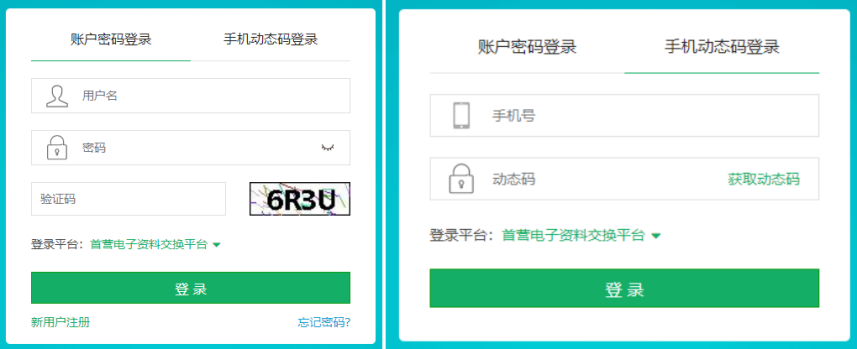 账户密码登录 手机动态码登录
用户名
密码
验证码 6R3U
登录平台：首营电子资料交换平台
登 录
新用户注册 忘记密码?
账户密码登录 手机动态码登录
手机号
动态码 获取动态码
登录平台：首营电子资料交换平台
登 录